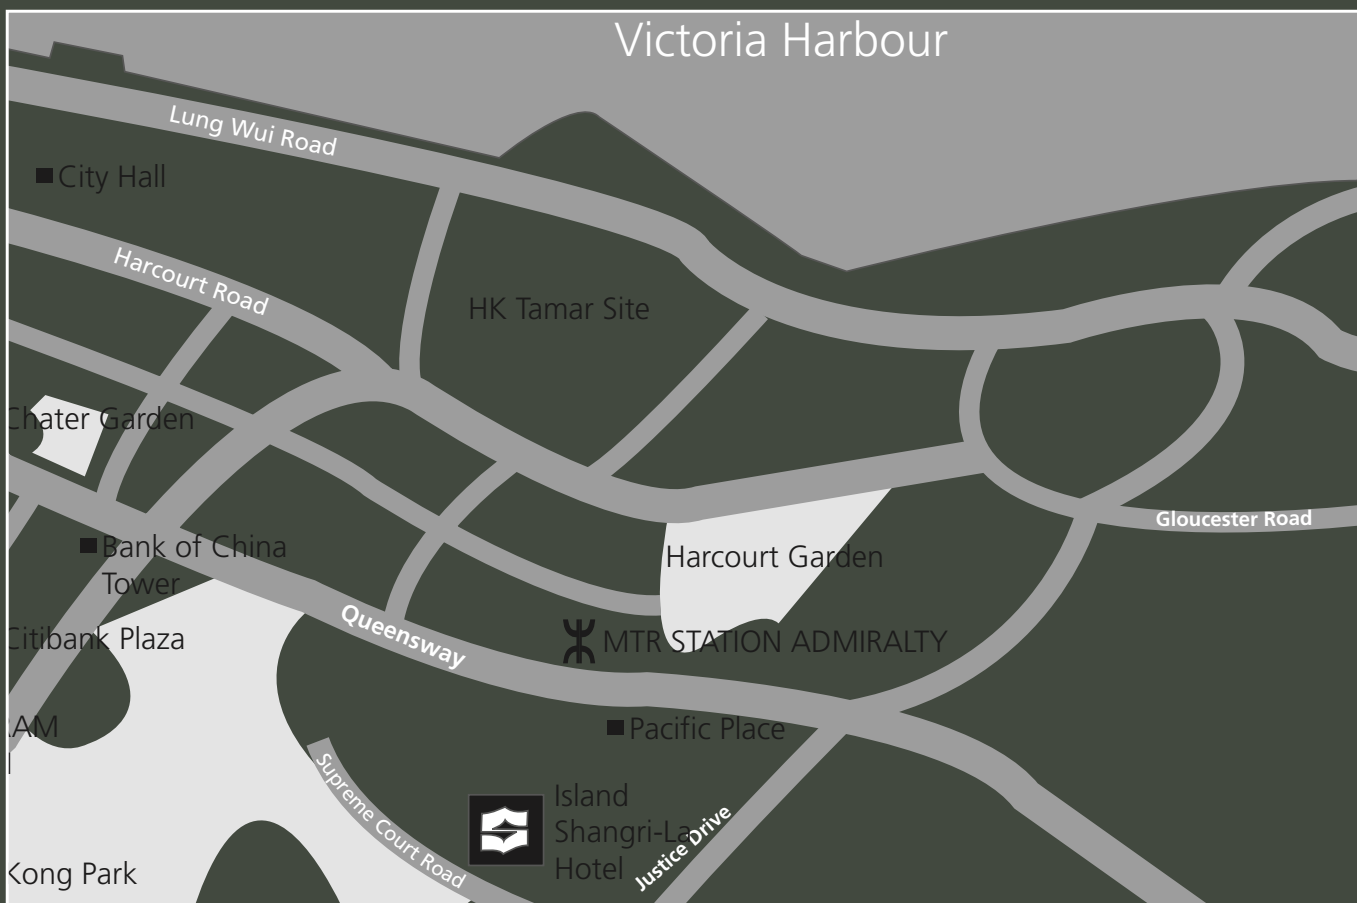 Victoria Harbour
Lung Wui Road
City Hall
Harcourt Road
HK Tamar Site
Chater Garden
Gloucester Road
Bank of China
Tower
Harcourt Garden
Queensway
Citibank Plaza
MTR STATION ADMIRALTY
RAM
Pacific Place
Supreme Court Road
Island
Shangri-La
Hotel
Justice Drive
Kong Park